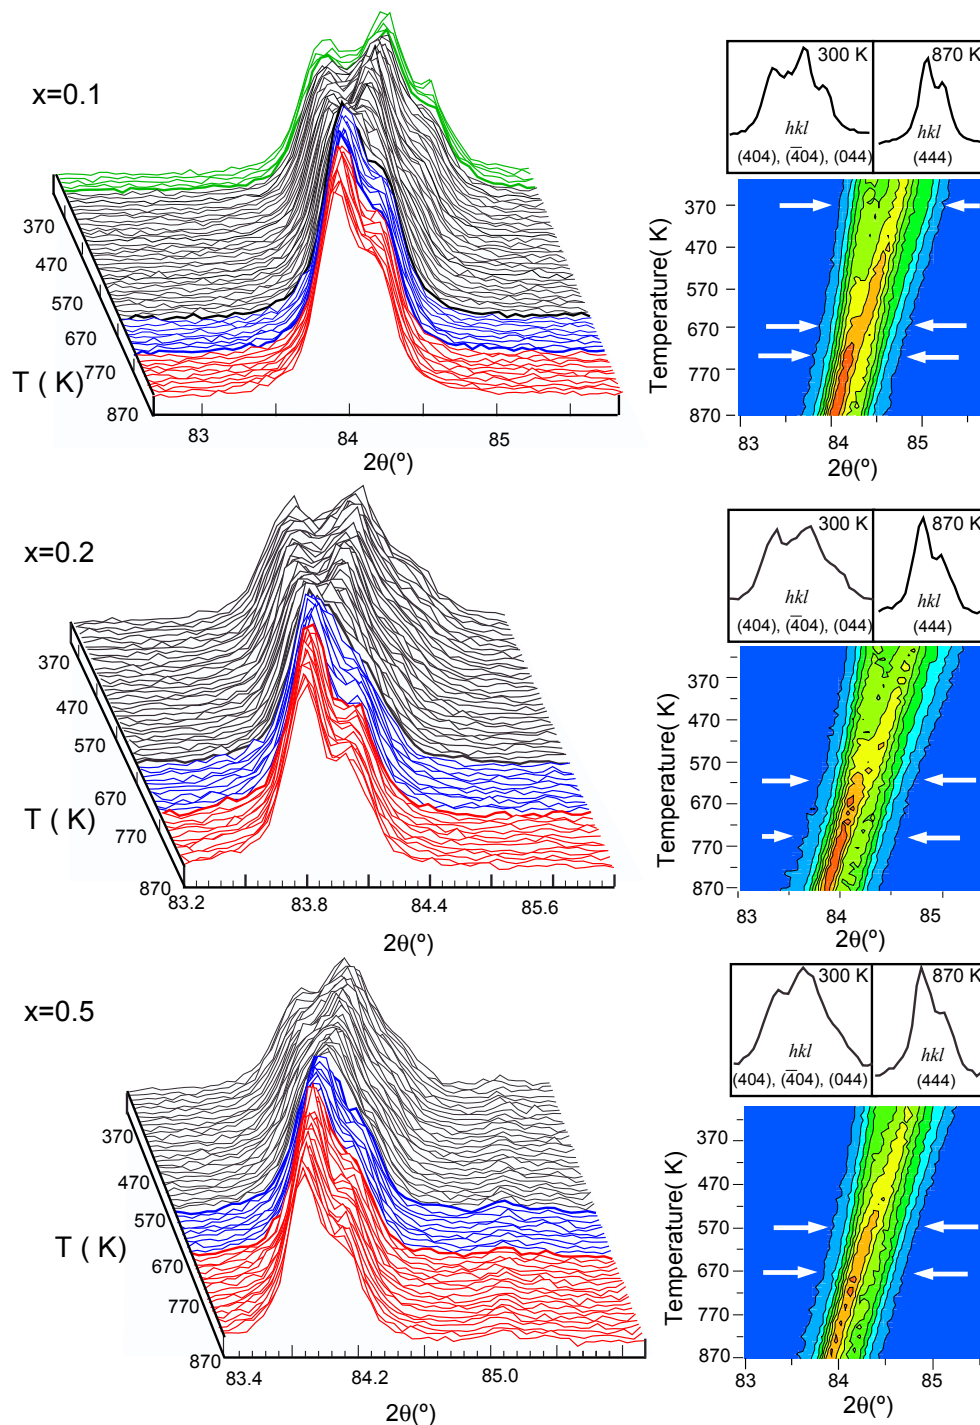 x=0.1
370
470
570
670
770
870
T ( K)
83
84
85
2θ(º)
300 K
hkl
(404), (4̅04), (044)
870 K
hkl
(444)
Temperature( K)
370
470
570
670
770
870
83
84
85
2θ(º)
x=0.2
370
470
570
670
770
870
T ( K)
83.2
83.8
84.4
85.6
2θ(º)
300 K
hkl
(404), (4̅04), (044)
870 K
hkl
(444)
Temperature( K)
370
470
570
670
770
870
83
84
85
2θ(º)
x=0.5
370
470
570
670
770
870
T ( K)
83.4
84.2
85.0
2θ(º)
300 K
hkl
(404), (4̅04), (044)
870 K
hkl
(444)
Temperature( K)
370
470
570
670
770
870
83
84
85
2θ(º)